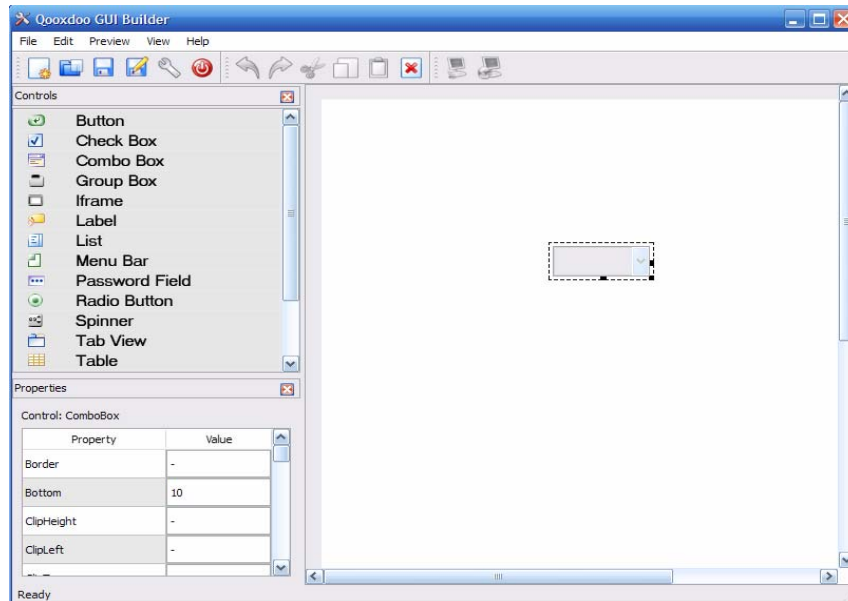 Qooxdoo GUI Builder
File Edit Preview View Help
Controls
Button
Check Box
Combo Box
Group Box
Iframe
Label
List
Menu Bar
Password Field
Radio Button
Spinner
Tab View
Table
Properties
Control: ComboBox
Property Value
Border -
Bottom 10
ClipHeight -
ClipLeft -
Ready